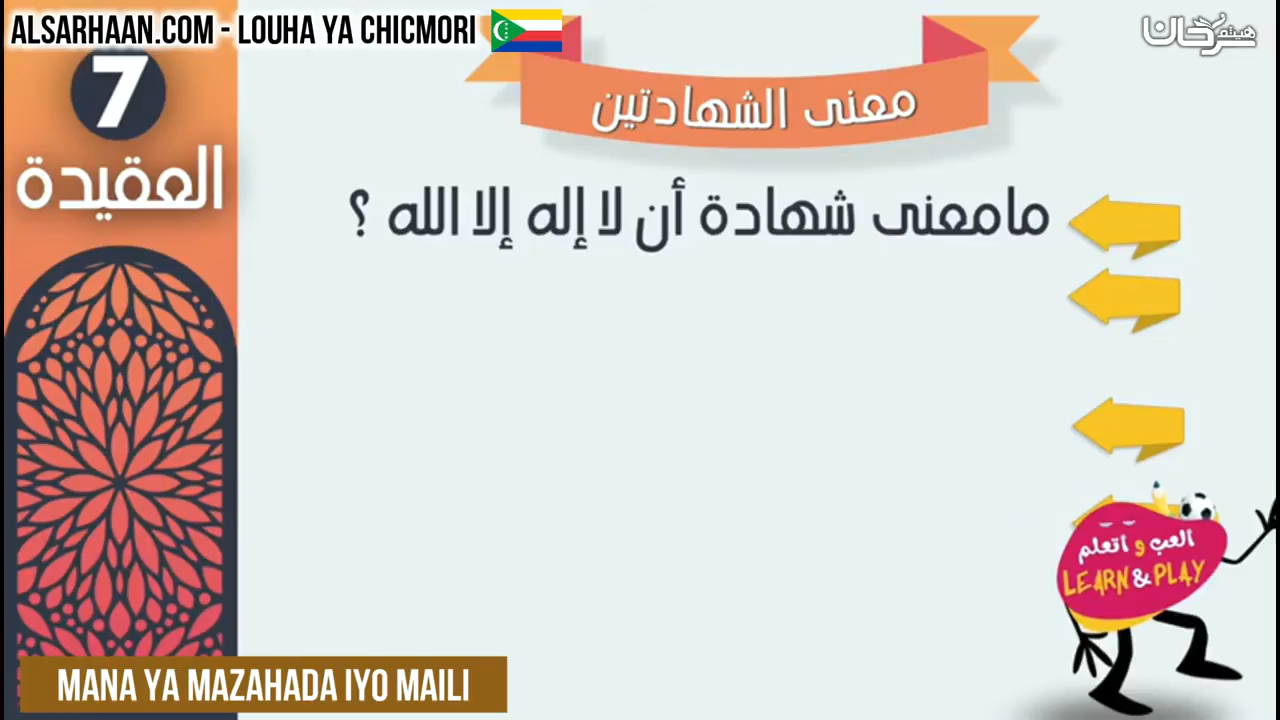 ALSARHAAN.COM - LOUHA YA CHICMORI
هيثم سرحان
7
العقيدة
معنى الشهادتين
مامعنى شهادة أن لا إله إلا الله ؟
العب و اتعلم
LEARN & PLAY
MANA YA MAZAHADA IYO MAILI